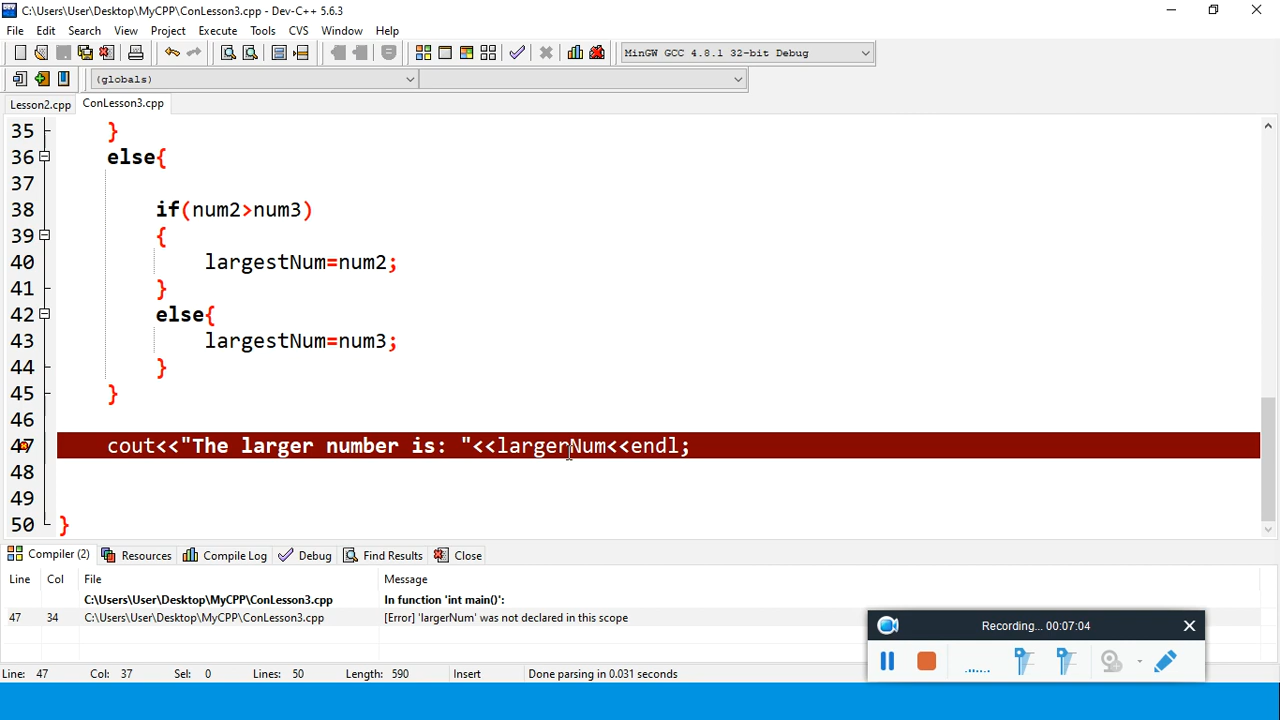 C:\Users\User\Desktop\MyCPP\ConLesson3.cpp - Dev-C++ 5.6.3
File Edit Search View Project Execute Tools CVS Window Help
MinGW GCC 4.8.1 32-bit Debug
(globals)
Lesson2.cpp ConLesson3.cpp
35 }
36 else{
37
38 if(num2>num3)
39 {
40 largestNum=num2;
41 }
42 else{
43 largestNum=num3;
44 }
45 }
46
47 cout<<"The larger number is: "<<largerNum<<endl;
48
49
50 }
Compiler (2) Resources Compile Log Debug Find Results Close
Line Col File Message
C:\Users\User\Desktop\MyCPP\ConLesson3.cpp In function 'int main()':
47 34 C:\Users\User\Desktop\MyCPP\ConLesson3.cpp [Error] 'largerNum' was not declared in this scope
Recording... 00:07:04
Line: 47 Col: 37 Sel: 0 Lines: 50 Length: 590 Insert Done parsing in 0.031 seconds